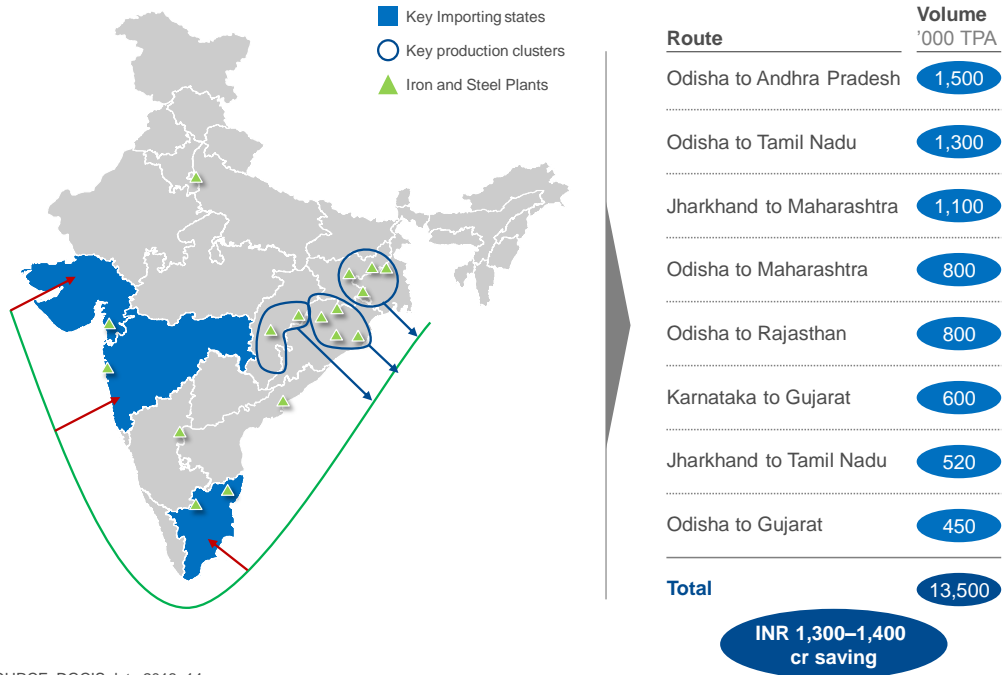 Key Importing states
Key production clusters
Iron and Steel Plants
Route Volume
'000 TPA
Odisha to Andhra Pradesh 1,500
Odisha to Tamil Nadu 1,300
Jharkhand to Maharashtra 1,100
Odisha to Maharashtra 800
Odisha to Rajasthan 800
Karnataka to Gujarat 600
Jharkhand to Tamil Nadu 520
Odisha to Gujarat 450
Total 13,500
INR 1,300–1,400
cr saving